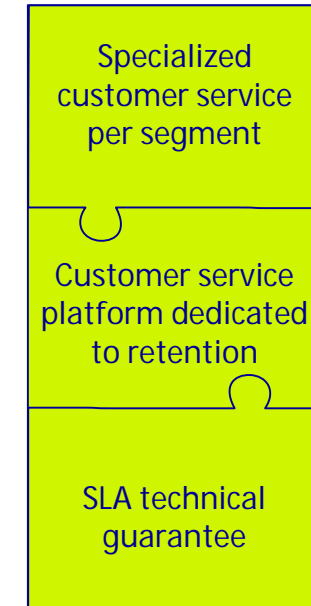 Specialized
customer service
per segment
Customer service
platform dedicated
to retention
SLA technical
guarantee